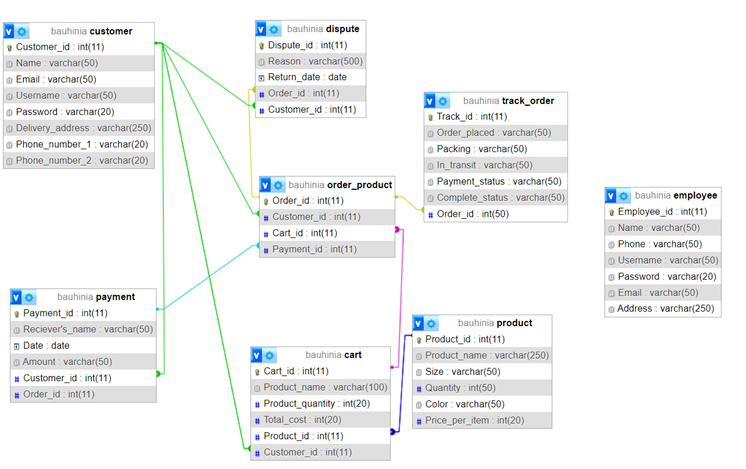 bauhinia customer
Customer_id : int(11)
Name : varchar(50)
Email : varchar(50)
Username : varchar(50)
Password : varchar(20)
Delivery_address : varchar(250)
Phone_number_1 : varchar(20)
Phone_number_2 : varchar(20)
bauhinia dispute
Dispute_id : int(11)
Reason : varchar(500)
Return_date : date
Order_id : int(11)
Customer_id : int(11)
bauhinia track_order
Track_id : int(11)
Order_placed : varchar(50)
Packing : varchar(50)
In_transit : varchar(50)
Payment_status : varchar(50)
Complete_status : varchar(50)
Order_id : int(50)
bauhinia order_product
Order_id : int(11)
Customer_id : int(11)
Cart_id : int(11)
Payment_id : int(11)
bauhinia employee
Employee_id : int(11)
Name : varchar(50)
Phone : varchar(50)
Username : varchar(50)
Password : varchar(20)
Email : varchar(50)
Address : varchar(250)
bauhinia payment
Payment_id : int(11)
Reciever's_name : varchar(50)
Date : date
Amount : varchar(50)
Customer_id : int(11)
Order_id : int(11)
bauhinia cart
Cart_id : int(11)
Product_name : varchar(100)
Product_quantity : int(20)
Total_cost : int(20)
Product_id : int(11)
Customer_id : int(11)
bauhinia product
Product_id : int(11)
Product_name : varchar(250)
Size : varchar(50)
Quantity : int(50)
Color : varchar(50)
Price_per_item : int(20)